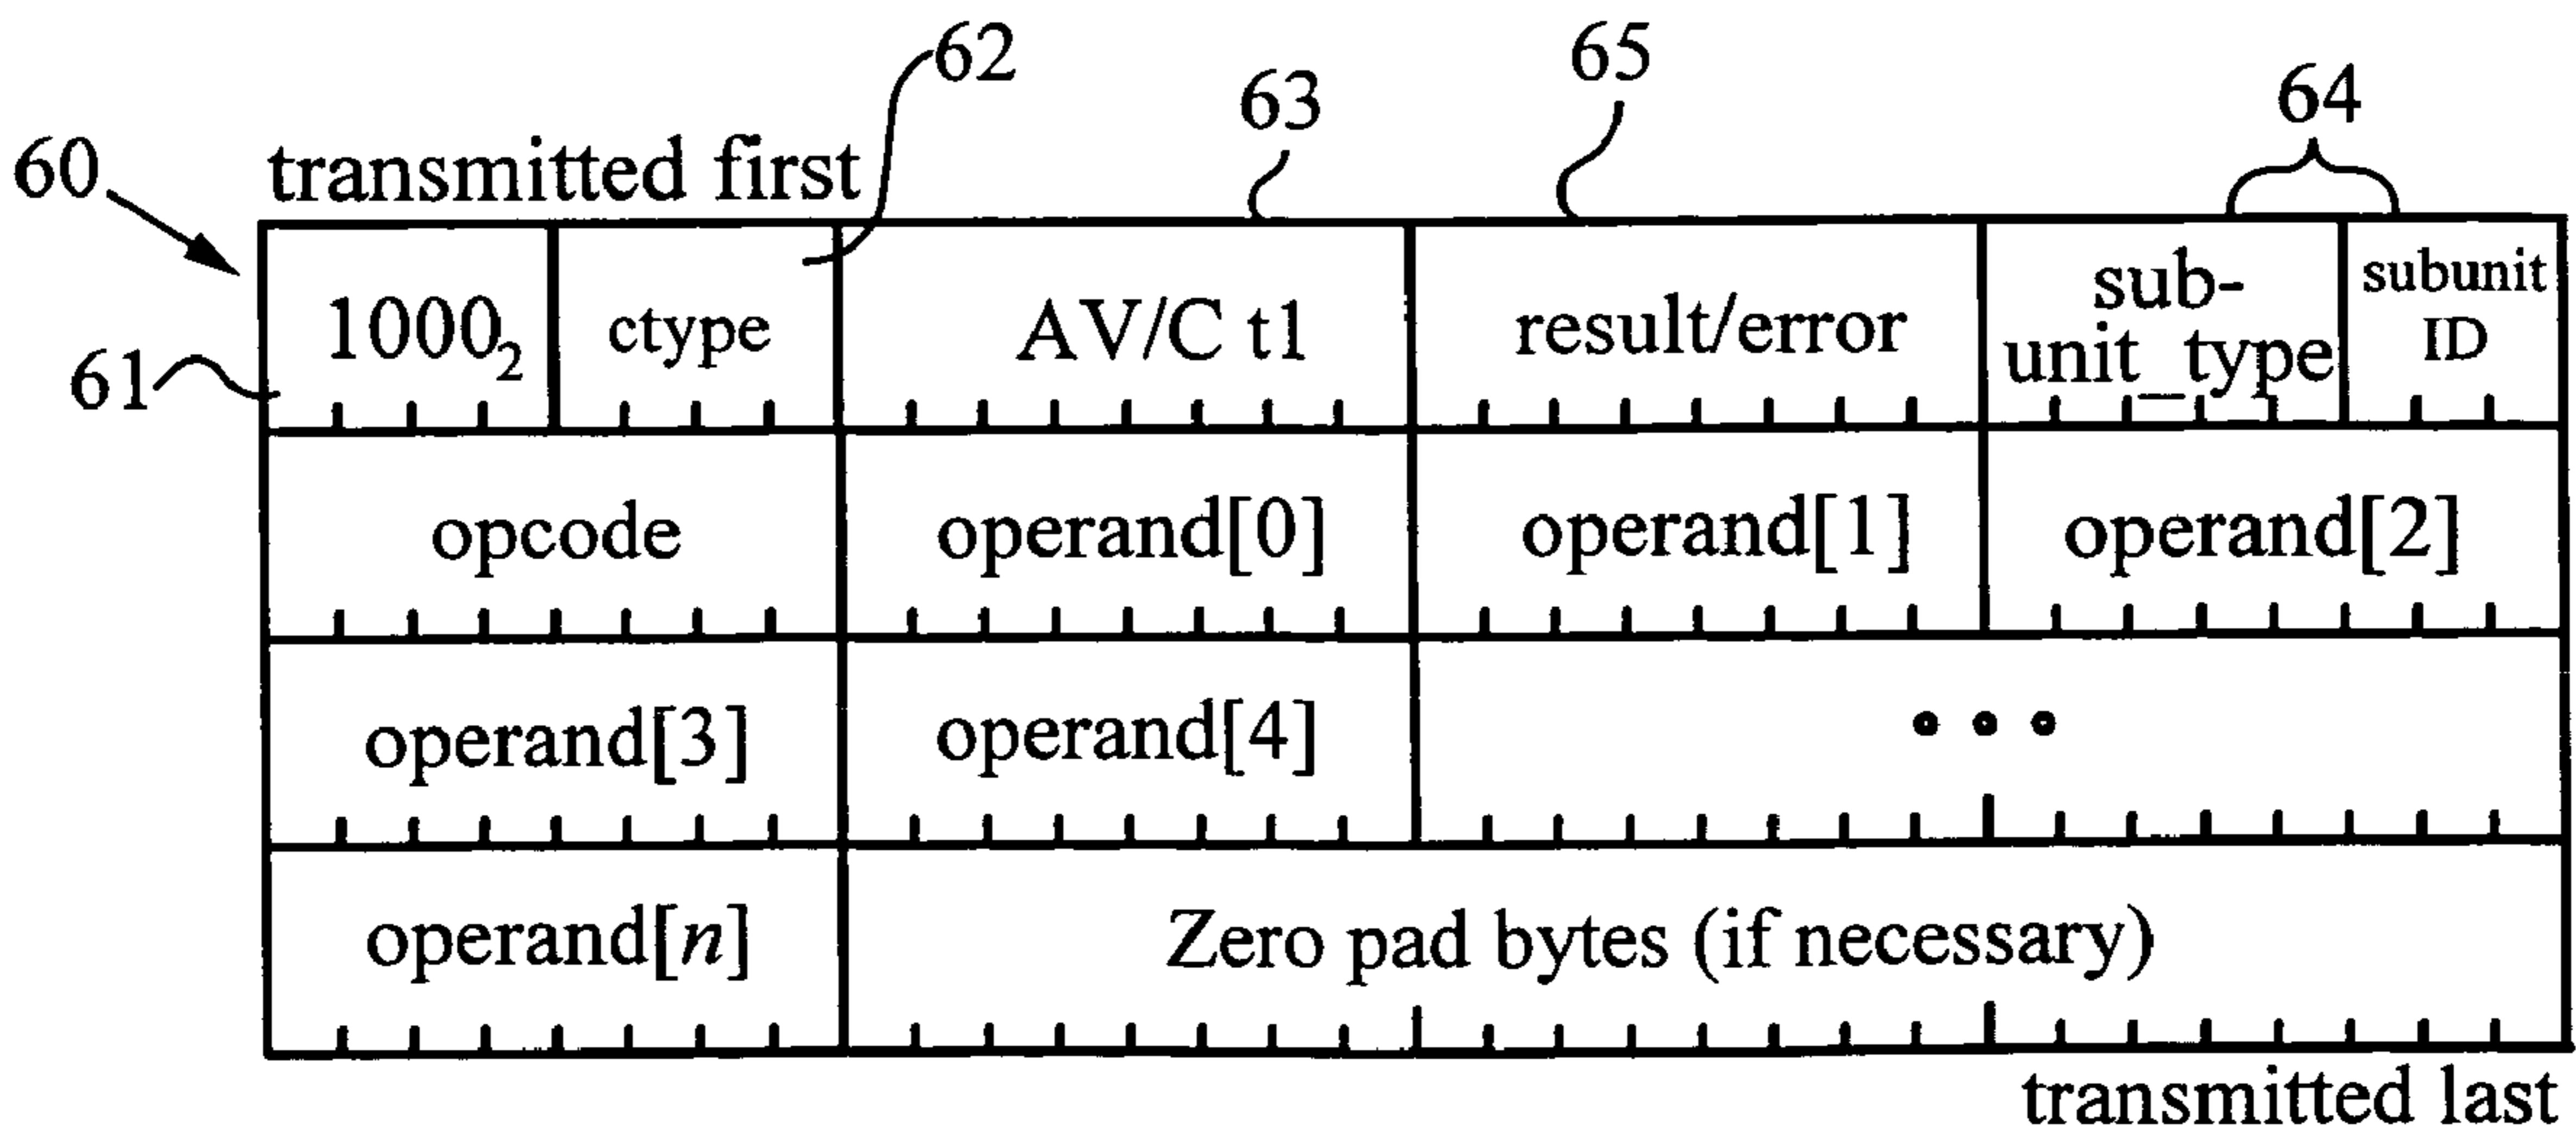 62
65
63
64
60
transmitted first
1000₂ ctype AV/C t1 result/error sub-
unit_type subunit
ID
61
opcode operand[0] operand[1] operand[2]
operand[3] operand[4] • • •
operand[n] Zero pad bytes (if necessary)
transmitted last